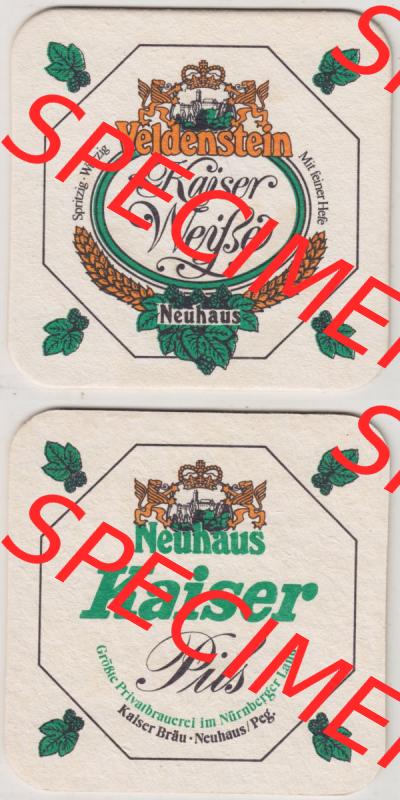 Veldenstein
Spritzig · Würzig
Mit feiner Hefe
Kaiser
Weiße
Neuhaus
SPECIMEN
Neuhaus
Kaiser
Pils
Größte Privatbrauerei im Nürnberger Land
Kaiser Bräu · Neuhaus/Peg.
SPECIMEN